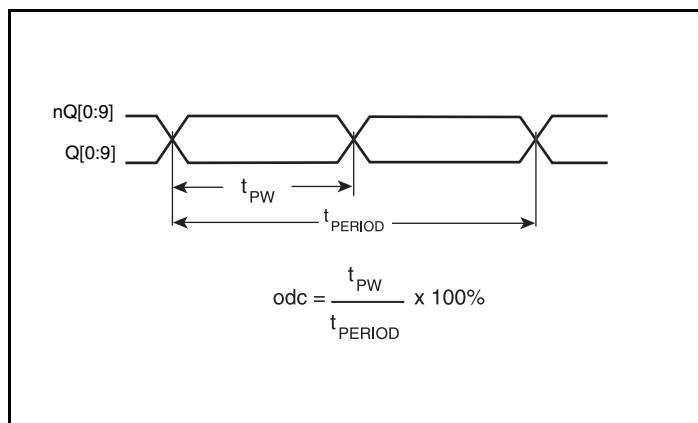 nQ[0:9]
Q[0:9]
tPW
tPERIOD
odc = tPW / tPERIOD x 100%